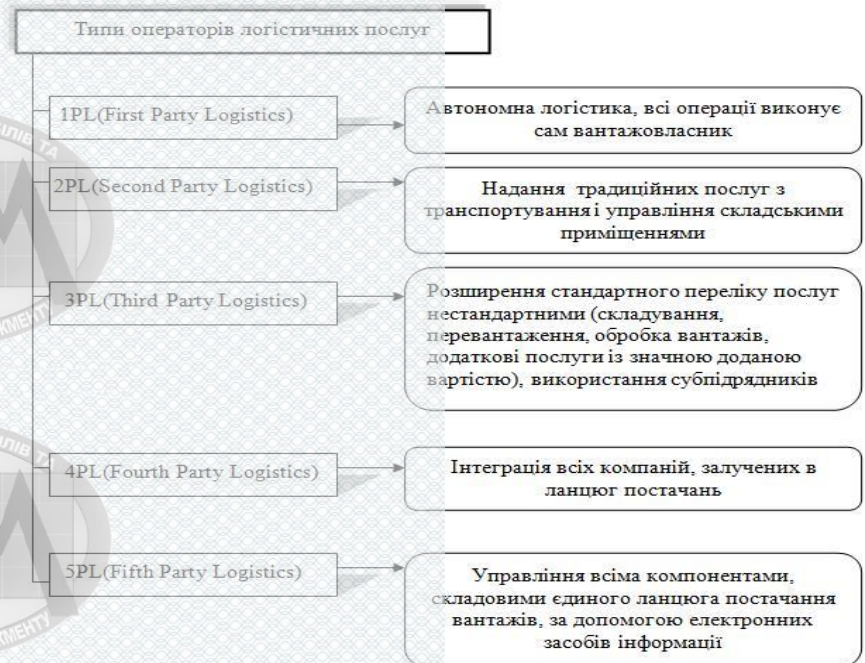 Типи операторів логістичних послуг
1PL(First Party Logistics)
Автономна логістика, всі операції виконує
сам вантажовласник
2PL(Second Party Logistics)
Надання традиційних послуг з
транспортування і управління складськими
приміщеннями
3PL(Third Party Logistics)
Розширення стандартного переліку послуг
нестандартними (складування,
перевантаження, обробка вантажів,
додаткові послуги із значною доданою
вартістю), використання субпідрядників
4PL(Fourth Party Logistics)
Інтеграція всіх компаній, залучених в
ланцюг постачань
5PL(Fifth Party Logistics)
Управління всіма компонентами,
складовими єдиного ланцюга постачання
вантажів, за допомогою електронних
засобів інформації